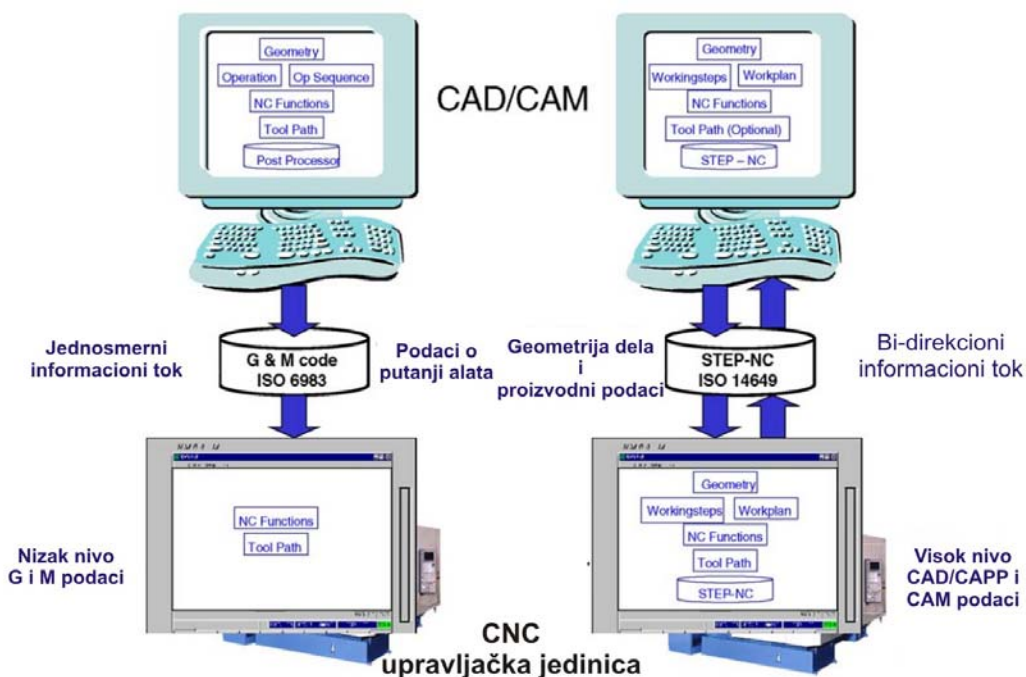 Geometry
Operation
Op Sequence
NC Functions
Tool Path
Post Processor
CAD/CAM
Geometry
Workingsteps
Workplan
NC Functions
Tool Path (Optional)
STEP – NC
Jednosmerni
informacioni tok
G & M code
ISO 6983
Podaci o
putanji alata
Geometrija dela
i
proizvodni podaci
STEP-NC
ISO 14649
Bi-direkcioni
informacioni tok
Nizak nivo
G i M podaci
NC Functions
Tool Path
Geometry
Workingsteps
Workplan
NC Functions
Tool Path
STEP-NC
Visok nivo
CAD/CAPP i
CAM podaci
CNC
upravljačka jedinica